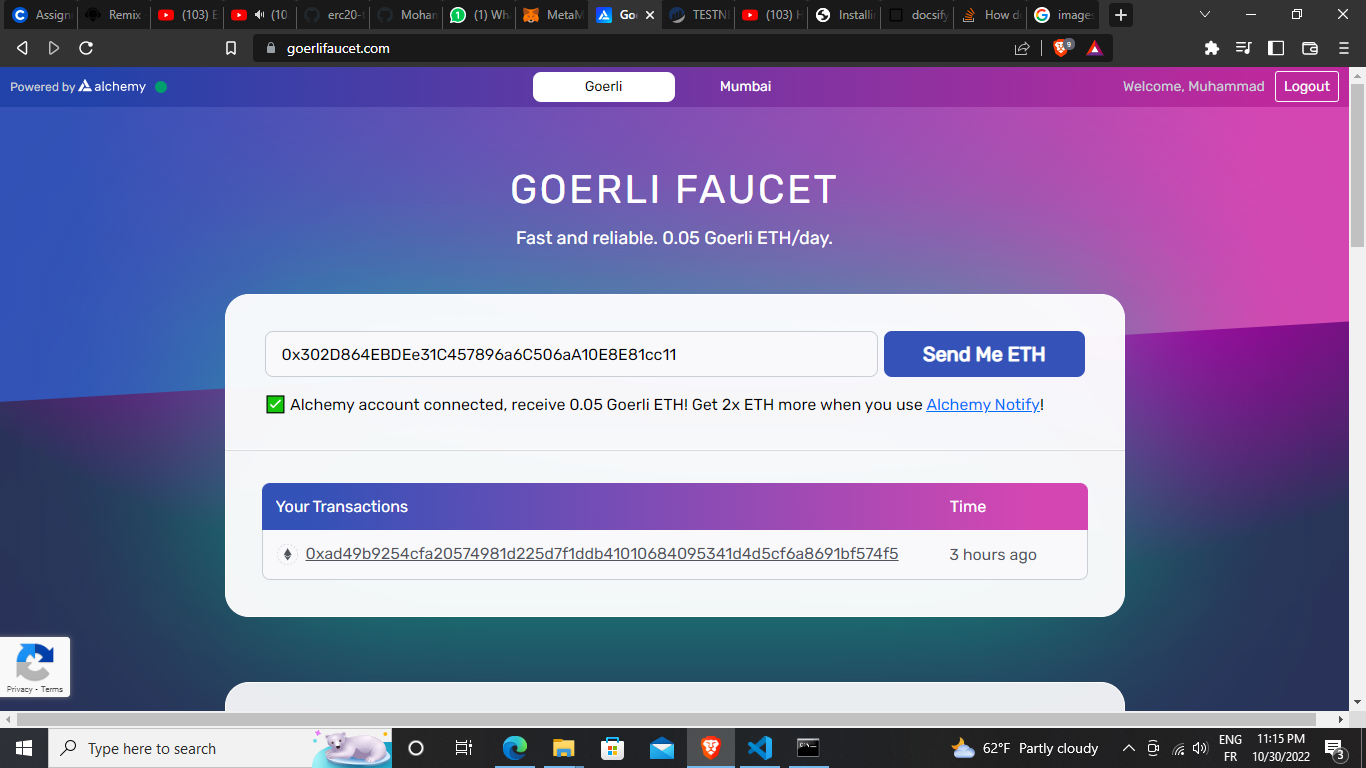 Assign
Remix
(103) E
(10
erc20-
Mohan
(1) Wha
MetaM
Go
TESTN
(103) H
Installin
docsify
How d
images
goerlifaucet.com
9
Powered by alchemy
Goerli
Mumbai
Welcome, Muhammad
Logout
GOERLI FAUCET
Fast and reliable. 0.05 Goerli ETH/day.
0x302D864EBDEe31C457896a6C506aA10E8E81cc11
Send Me ETH
Alchemy account connected, receive 0.05 Goerli ETH! Get 2x ETH more when you use Alchemy Notify!
Your Transactions
Time
0xad49b9254cfa20574981d225d7f1ddb41010684095341d4d5cf6a8691bf574f5
3 hours ago
Privacy - Terms
Type here to search
62°F Partly cloudy
ENG
FR
11:15 PM
10/30/2022
3